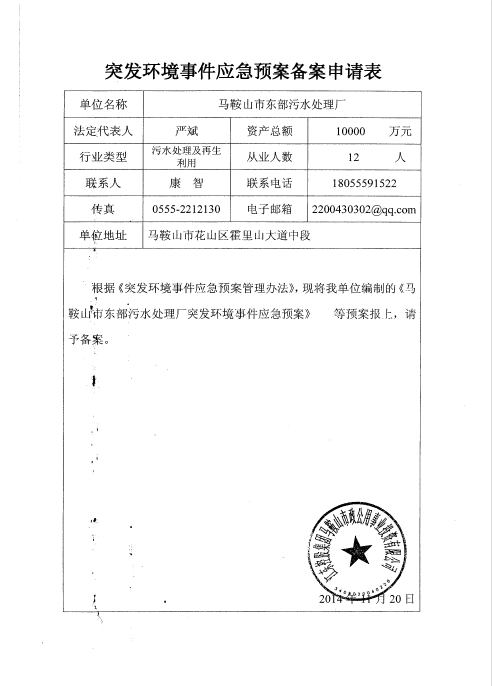 突发环境事件应急预案备案申请表
单位名称 马鞍山市东部污水处理厂
法定代表人 严斌 资产总额 10000 万元
行业类型 污水处理及再生利用 从业人数 12 人
联系人 康 智 联系电话 18055591522
传真 0555-2212130 电子邮箱 2200430302@qq.com
单位地址 马鞍山市花山区霍里山大道中段
根据《突发环境事件应急预案管理办法》，现将我单位编制的《马
鞍山市东部污水处理厂突发环境事件应急预案》 等预案报上，请
予备案。
2014 年 11 月 20 日